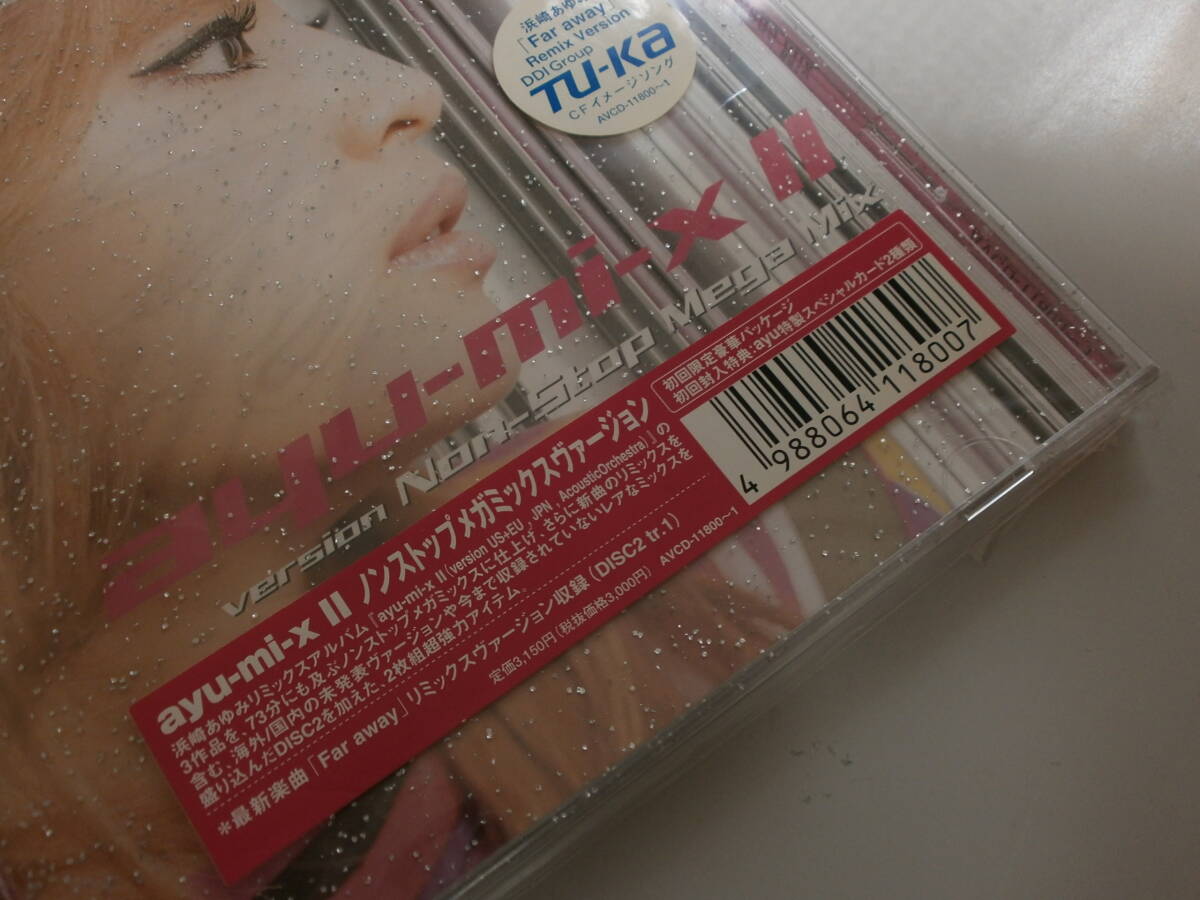 浜崎あゆみ
「Far away」
Remix Version
DDI Group
TU-Ka
CFイメージソング
AVCD-11800~1
ayu-mi-x II
version Non-Stop Mega Mix
初回限定豪華パッケージ
初回封入特典:ayu特製スペシャルカード2種類
4 988064 118007
ayu-mi-x II ノンストップメガミックスヴァージョン
浜崎あゆみリミックスアルバム『ayu-mi-x II (version US+EU , JPN, AcousticOrchestra)』の
3作品を、73分にも及ぶノンストップメガミックスに仕上げ、さらに新曲のリミックスを
含む、海外/国内の未発表ヴァージョンや今まで収録されていないレアなミックスを
盛り込んだDISC2を加えた、2枚組超強力アイテム。
*最新楽曲「Far away」リミックスヴァージョン収録(DISC2 tr.1)
定価3,150円(税抜価格3,000円) AVCD-11800~1